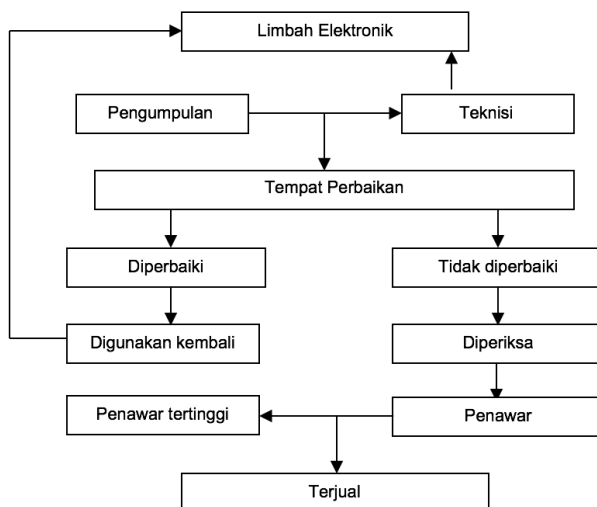 Limbah Elektronik
Pengumpulan
Teknisi
Tempat Perbaikan
Diperbaiki
Tidak diperbaiki
Digunakan kembali
Diperiksa
Penawar tertinggi
Penawar
Terjual